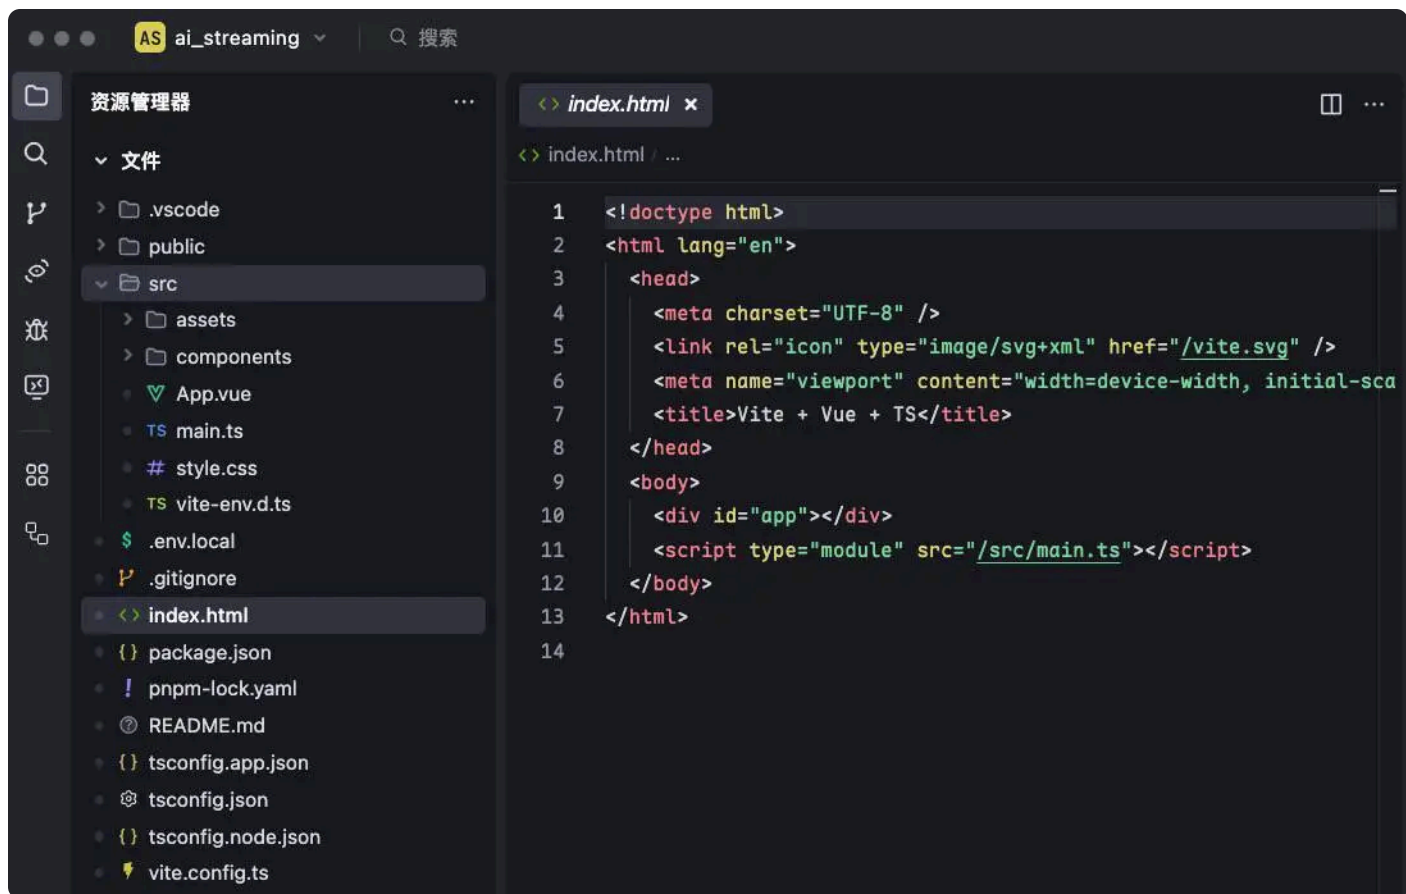 AS ai_streaming 搜索
资源管理器
文件
.vscode
public
src
assets
components
App.vue
TS main.ts
# style.css
TS vite-env.d.ts
$ .env.local
.gitignore
<> index.html
{} package.json
! pnpm-lock.yaml
README.md
{} tsconfig.app.json
tsconfig.json
{} tsconfig.node.json
vite.config.ts
<> index.html ×
<> index.html / ...
1 <!doctype html>
2 <html lang="en">
3 <head>
4 <meta charset="UTF-8" />
5 <link rel="icon" type="image/svg+xml" href="/vite.svg" />
6 <meta name="viewport" content="width=device-width, initial-sca
7 <title>Vite + Vue + TS</title>
8 </head>
9 <body>
10 <div id="app"></div>
11 <script type="module" src="/src/main.ts"></script>
12 </body>
13 </html>
14